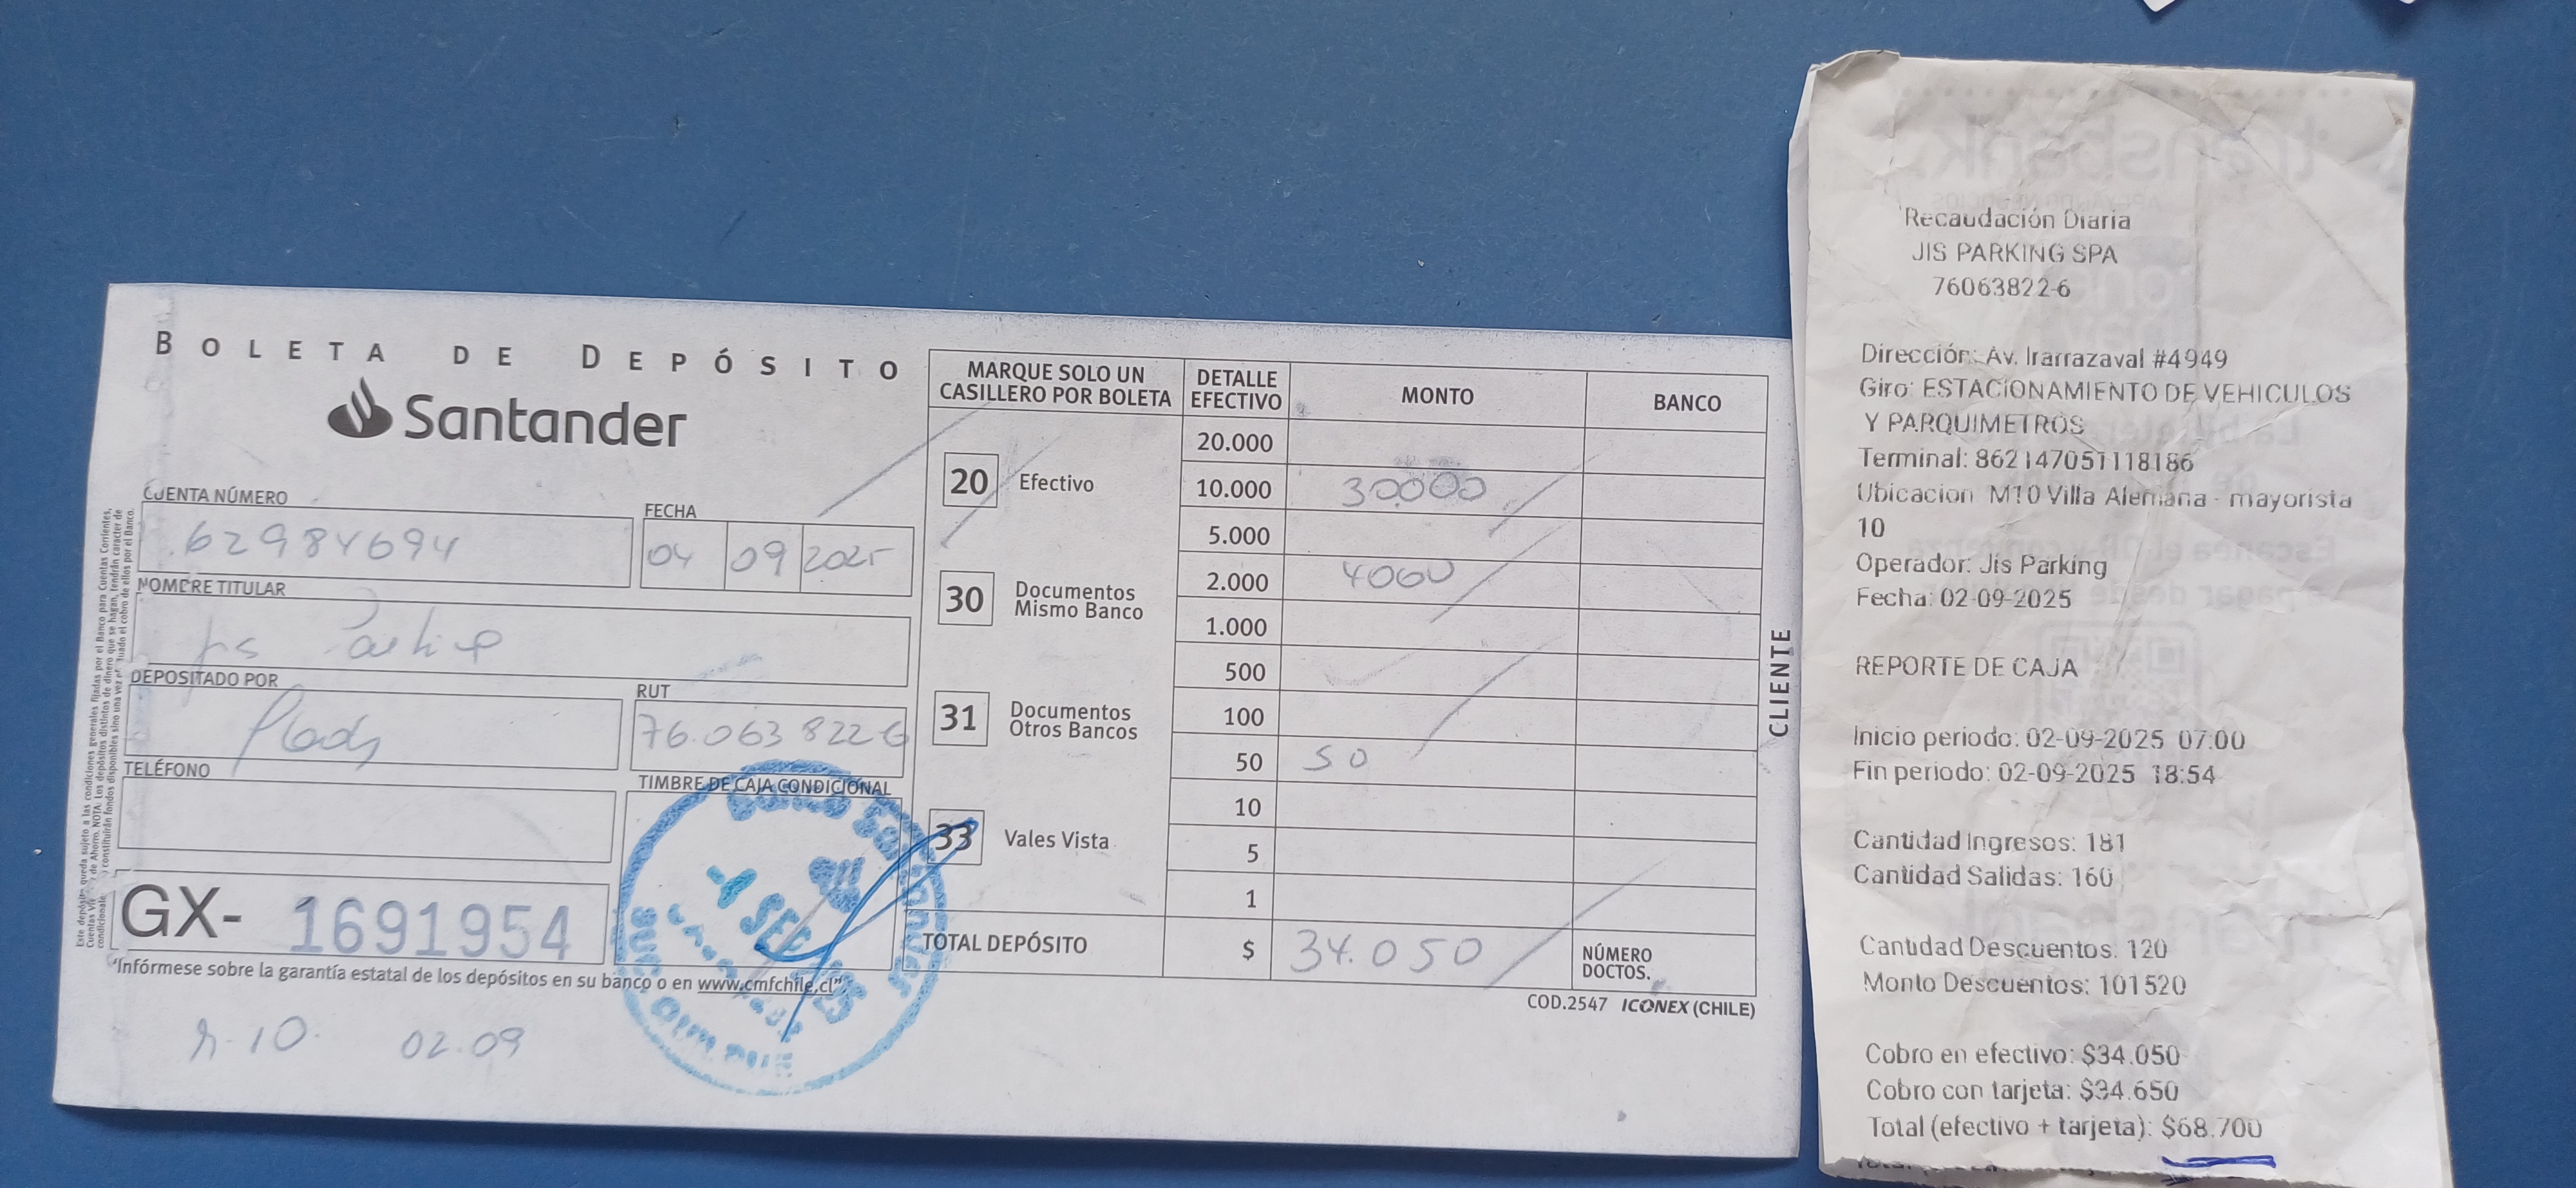 BOLETA DE DEPÓSITO
Santander
CUENTA NÚMERO
62984694
FECHA
04 09 2025
NOMBRE TITULAR
Jis Parking
DEPOSITADO POR
RUT
76.063822-6
TELÉFONO
TIMBRE DE CAJA CONDICIONAL
GX- 1691954
"Infórmese sobre la garantía estatal de los depósitos en su banco o en www.cmfchile.cl"
M-10. 02.09
MARQUE SOLO UN CASILLERO POR BOLETA
20 Efectivo
30 Documentos Mismo Banco
31 Documentos Otros Bancos
33 Vales Vista
DETALLE EFECTIVO MONTO BANCO
20.000
10.000 30000
5.000
2.000 4000
1.000
500
100
50 50
10
5
1
TOTAL DEPÓSITO $ 34.050 NÚMERO DOCTOS.
COD.2547 ICONEX (CHILE)
CLIENTE
Recaudación Diaria
JIS PARKING SPA
76063822-6
Dirección: Av. Irarrazaval #4949
Giro: ESTACIONAMIENTO DE VEHICULOS
Y PARQUIMETROS
Terminal: 862147051118186
Ubicacion: M10 Villa Alemana - mayorista
10
Operador: Jis Parking
Fecha: 02-09-2025
REPORTE DE CAJA
Inicio periodo: 02-09-2025 07:00
Fin periodo: 02-09-2025 18:54
Cantidad Ingresos: 181
Cantidad Salidas: 160
Cantidad Descuentos: 120
Monto Descuentos: 101520
Cobro en efectivo: $34.050
Cobro con tarjeta: $34.650
Total (efectivo + tarjeta): $68.700